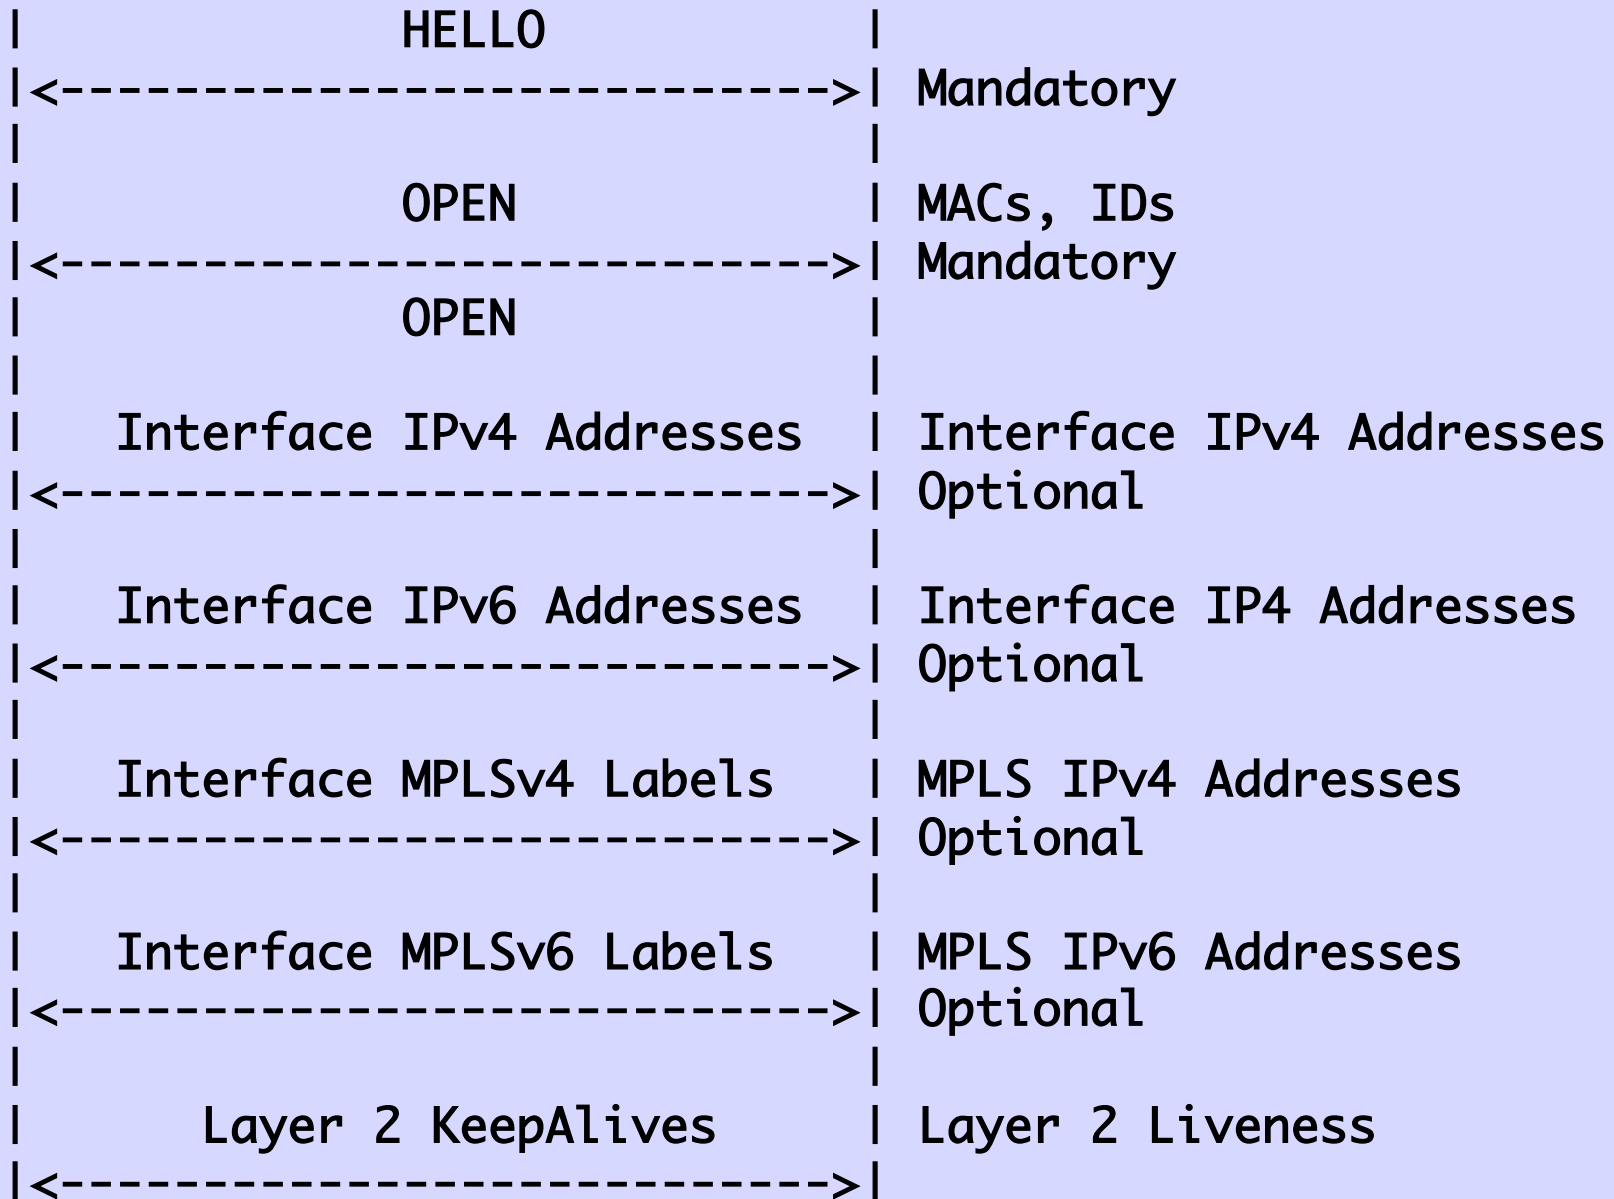 |             HELLO           |
|<--------------------------->| Mandatory
|                             |
|             OPEN            | MACs, IDs
|<--------------------------->| Mandatory
|             OPEN            |
|                             |
|   Interface IPv4 Addresses  | Interface IPv4 Addresses
|<--------------------------->| Optional
|                             |
|   Interface IPv6 Addresses  | Interface IP4 Addresses
|<--------------------------->| Optional
|                             |
|   Interface MPLSv4 Labels   | MPLS IPv4 Addresses
|<--------------------------->| Optional
|                             |
|   Interface MPLSv6 Labels   | MPLS IPv6 Addresses
|<--------------------------->| Optional
|                             |
|      Layer 2 KeepAlives     | Layer 2 Liveness
|<--------------------------->|